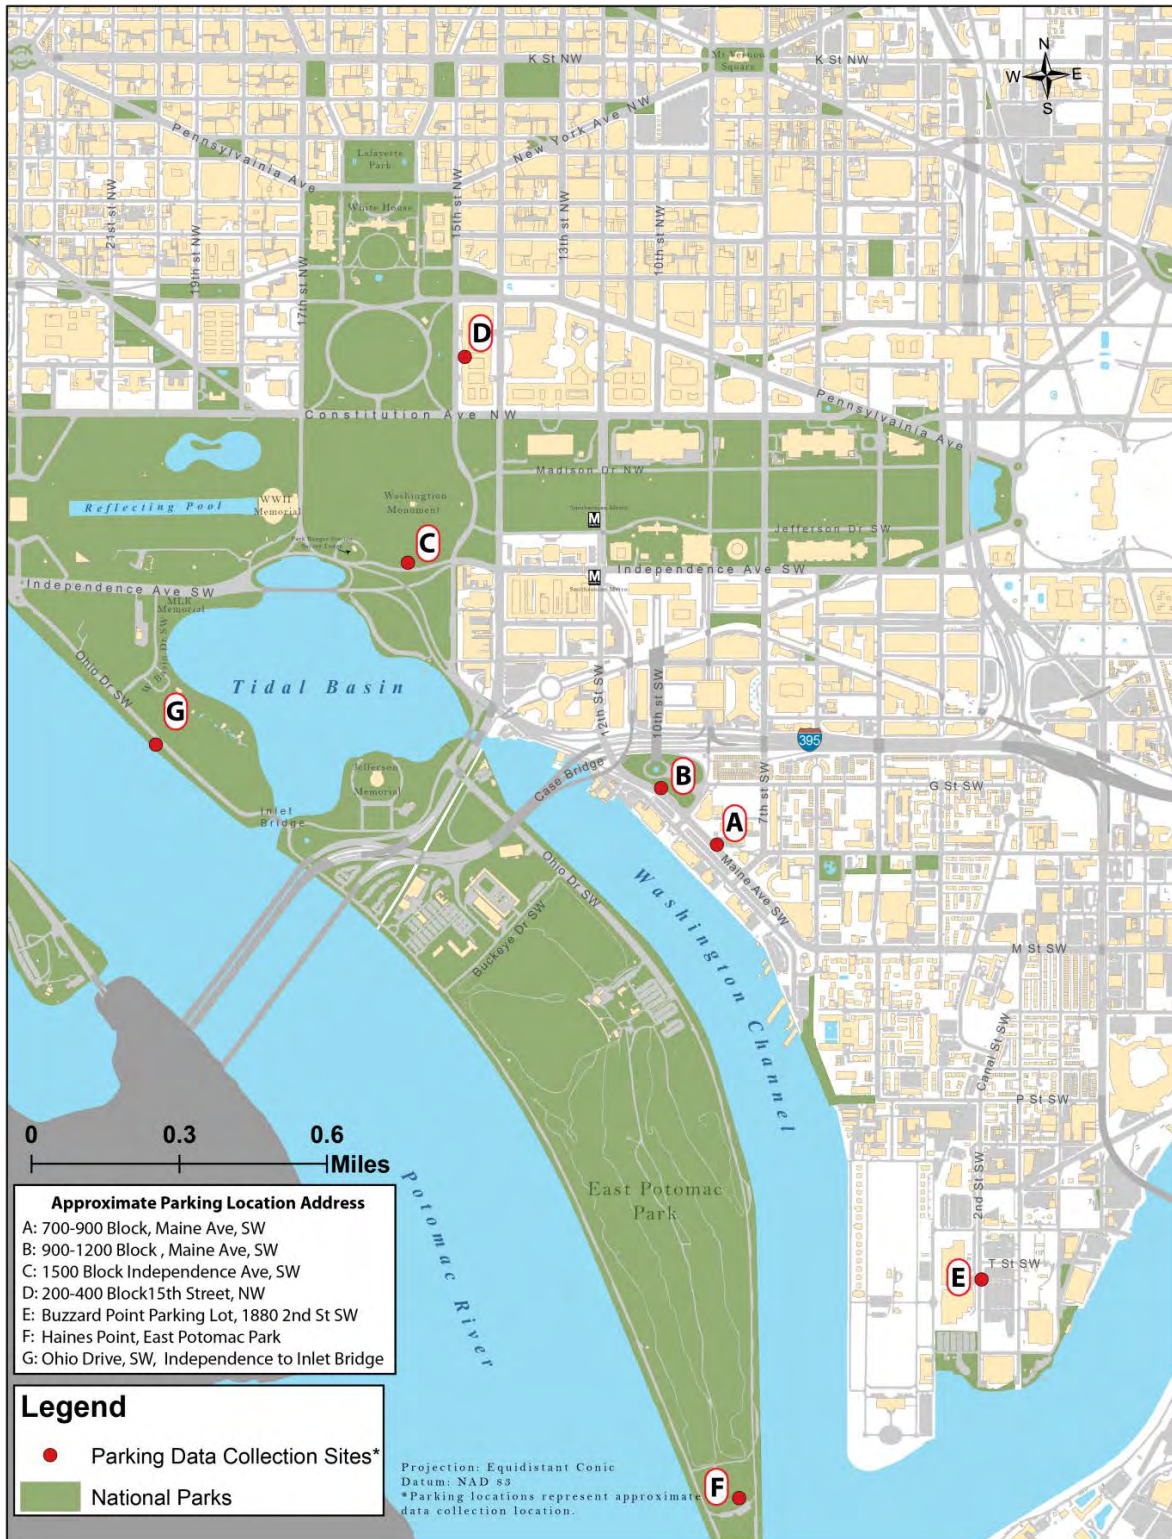 K St NW
Mt Vernon
Square
K St NW
N
W
E
S
Pennsylvainia Ave
Lafayette
Park
New York Ave NW
15th st NW
White House
21st st NW
19th st NW
17th st NW
13th st NW
10th st NW
D
Constitution Ave NW
Pennsylvainia Ave
Madison Dr NW
Reflecting Pool
WWII
Memorial
Washington
Monument
M
Jefferson Dr SW
C
Independence Ave SW
M
Smithsonian Metro
Independence Ave SW
MLK
Memorial
W Basin Dr SW
Ohio Dr SW
Tidal Basin
G
12th St SW
10th st SW
395
Case Bridge
B
7th st SW
G St SW
Jefferson
Memorial
Inlet
Bridge
A
Maine Ave SW
Ohio Dr SW
Washington Channel
Buckeye Dr SW
M St SW
Canal St SW
P St SW
0 0.3 0.6
Miles
Potomac River
East Potomac
Park
2nd St SW
T St SW
E
Approximate Parking Location Address
A: 700-900 Block, Maine Ave, SW
B: 900-1200 Block , Maine Ave, SW
C: 1500 Block Independence Ave, SW
D: 200-400 Block15th Street, NW
E: Buzzard Point Parking Lot, 1880 2nd St SW
F: Haines Point, East Potomac Park
G: Ohio Drive, SW, Independence to Inlet Bridge
Legend
Parking Data Collection Sites*
National Parks
Projection: Equidistant Conic
Datum: NAD 83
*Parking locations represent approximate
data collection location.
F